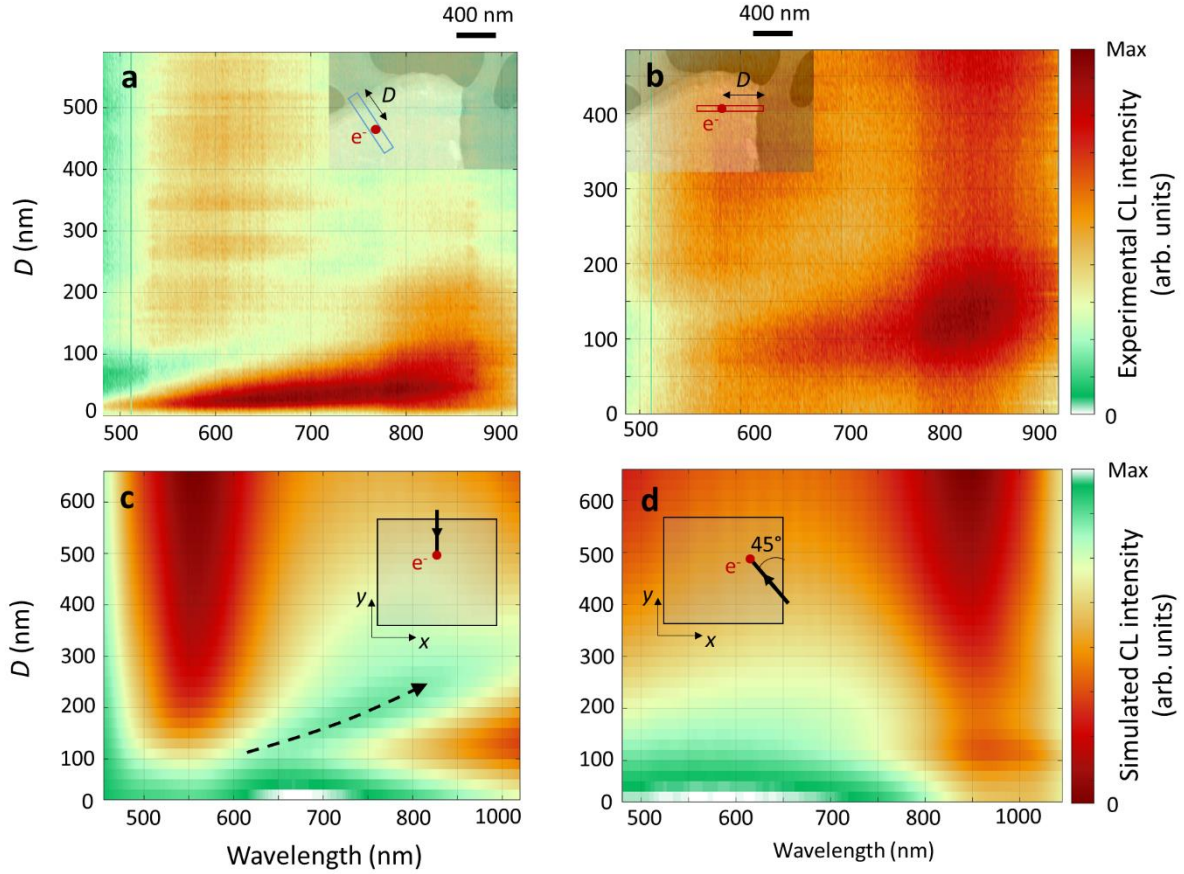 400 nm
400 nm
a
500
400
300
200
100
0
500 600 700 800 900
D
e-
D (nm)
b
400
300
200
100
0
500 600 700 800 900
D
e-
Max
0
Experimental CL intensity
(arb. units)
c
600
500
400
300
200
100
0
500 600 700 800 900 1000
e-
y
x
D (nm)
Wavelength (nm)
d
600
500
400
300
200
100
0
500 600 700 800 900 1000
45°
e-
y
x
Wavelength (nm)
Max
0
Simulated CL intensity
(arb. units)